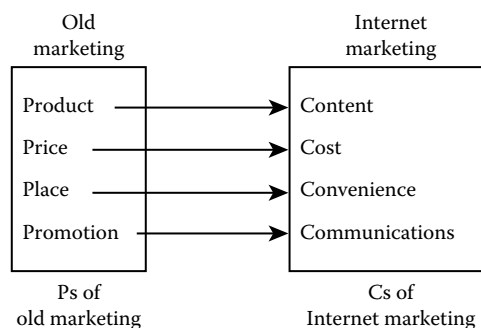 Old
marketing
Internet
marketing
Product
Content
Price
Cost
Place
Convenience
Promotion
Communications
Ps of
old marketing
Cs of
Internet marketing